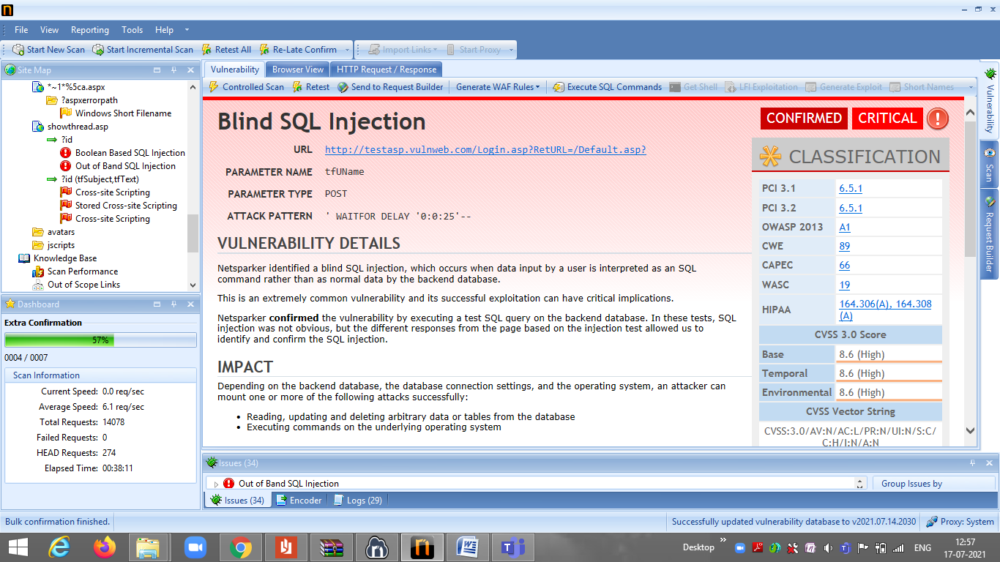 File View Reporting Tools Help
Start New Scan Start Incremental Scan Retest All Re-Late Confirm Import Links Start Proxy
Site Map
*~1*%5ca.aspx
?aspxerrorpath
Windows Short Filename
showthread.asp
?id
Boolean Based SQL Injection
Out of Band SQL Injection
?id (tfSubject,tfText)
Cross-site Scripting
Stored Cross-site Scripting
Cross-site Scripting
avatars
jscripts
Knowledge Base
Scan Performance
Out of Scope Links
Dashboard
Extra Confirmation
57%
0004 / 0007
Scan Information
Current Speed: 0.0 req/sec
Average Speed: 6.1 req/sec
Total Requests: 14078
Failed Requests: 0
HEAD Requests: 274
Elapsed Time: 00:38:11
Vulnerability Browser View HTTP Request / Response
Controlled Scan Retest Send to Request Builder Generate WAF Rules Execute SQL Commands Get Shell LFI Exploitation Generate Exploit Short Names
Blind SQL Injection
CONFIRMED CRITICAL
URL http://testasp.vulnweb.com/Login.asp?RetURL=/Default.asp?
PARAMETER NAME tfUName
PARAMETER TYPE POST
ATTACK PATTERN ' WAITFOR DELAY '0:0:25'--
VULNERABILITY DETAILS
Netsparker identified a blind SQL injection, which occurs when data input by a user is interpreted as an SQL
command rather than as normal data by the backend database.
This is an extremely common vulnerability and its successful exploitation can have critical implications.
Netsparker confirmed the vulnerability by executing a test SQL query on the backend database. In these tests, SQL
injection was not obvious, but the different responses from the page based on the injection test allowed us to
identify and confirm the SQL injection.
IMPACT
Depending on the backend database, the database connection settings, and the operating system, an attacker can
mount one or more of the following attacks successfully:
• Reading, updating and deleting arbitrary data or tables from the database
• Executing commands on the underlying operating system
CLASSIFICATION
PCI 3.1 6.5.1
PCI 3.2 6.5.1
OWASP 2013 A1
CWE 89
CAPEC 66
WASC 19
HIPAA 164.306(A), 164.308
(A)
CVSS 3.0 Score
Base 8.6 (High)
Temporal 8.6 (High)
Environmental 8.6 (High)
CVSS Vector String
CVSS:3.0/AV:N/AC:L/PR:N/UI:N/S:C/
C:H/I:N/A:N
Vulnerability
Scan
Request Builder
Issues (34)
Out of Band SQL Injection
Group Issues by
Issues (34) Encoder Logs (29)
Bulk confirmation finished.
Successfully updated vulnerability database to v2021.07.14.2030 Proxy: System
Desktop
ENG
12:57
17-07-2021